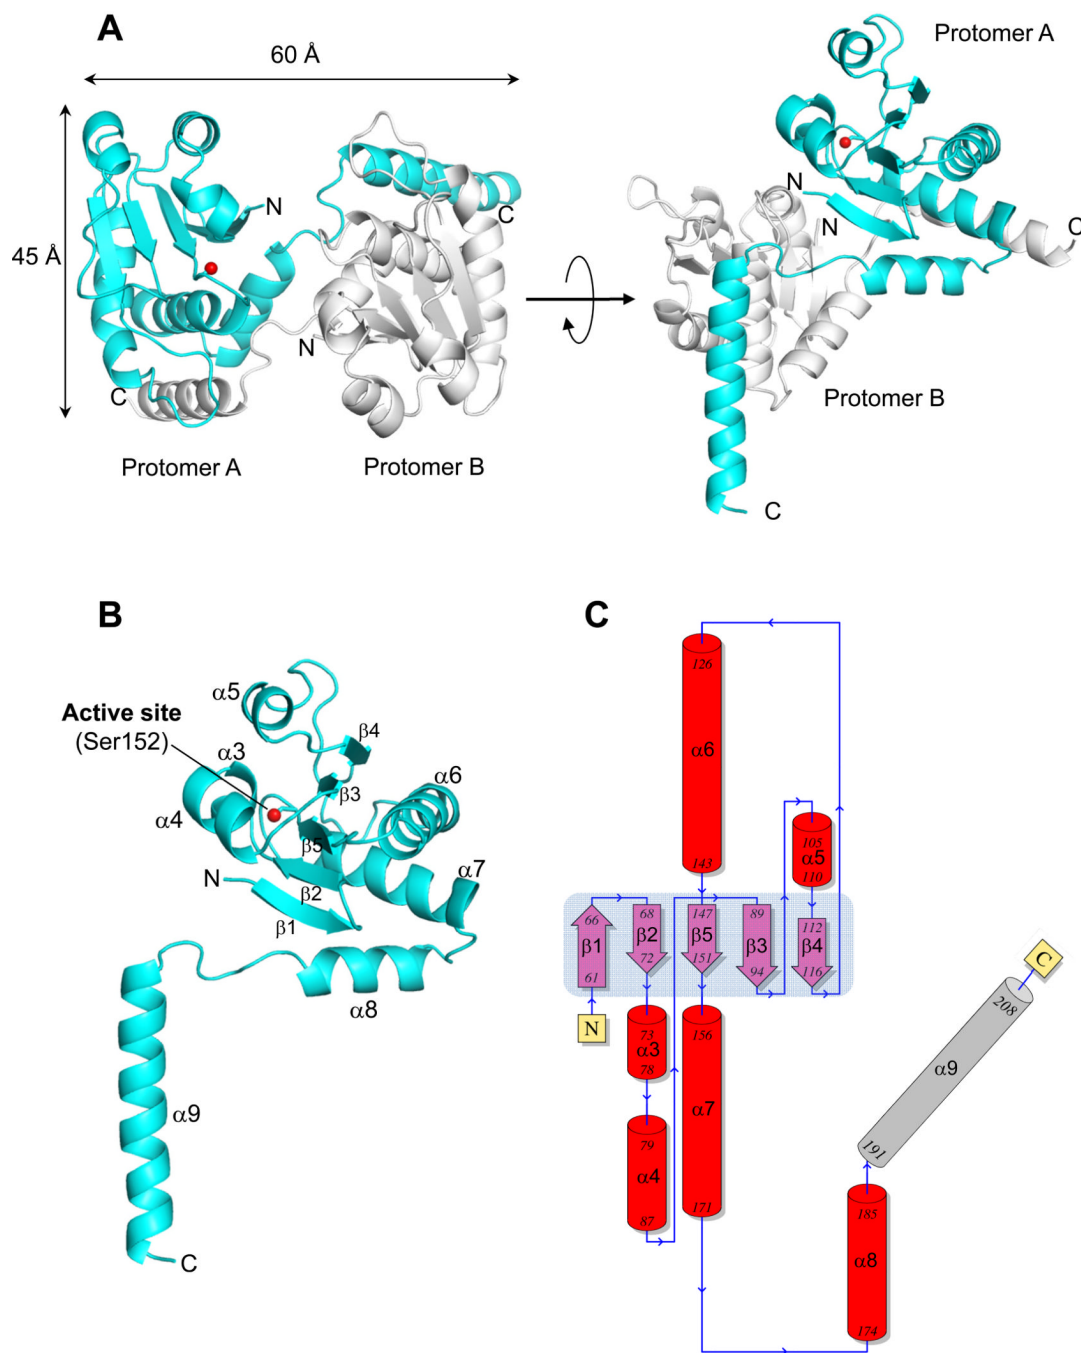 A
60 Å
45 Å
N
C
N
C
Protomer A
Protomer B
Protomer A
N
N
C
Protomer B
C
B
Active site
(Ser152)
α5
β4
α3
β3
α6
α4
β5
α7
N
β2
β1
α8
α9
C
C
126
α6
143
105
α5
110
66
β1
61
68
β2
72
147
β5
151
89
β3
94
112
β4
116
N
C
73
α3
78
156
α7
171
208
α9
191
79
α4
87
185
α8
174